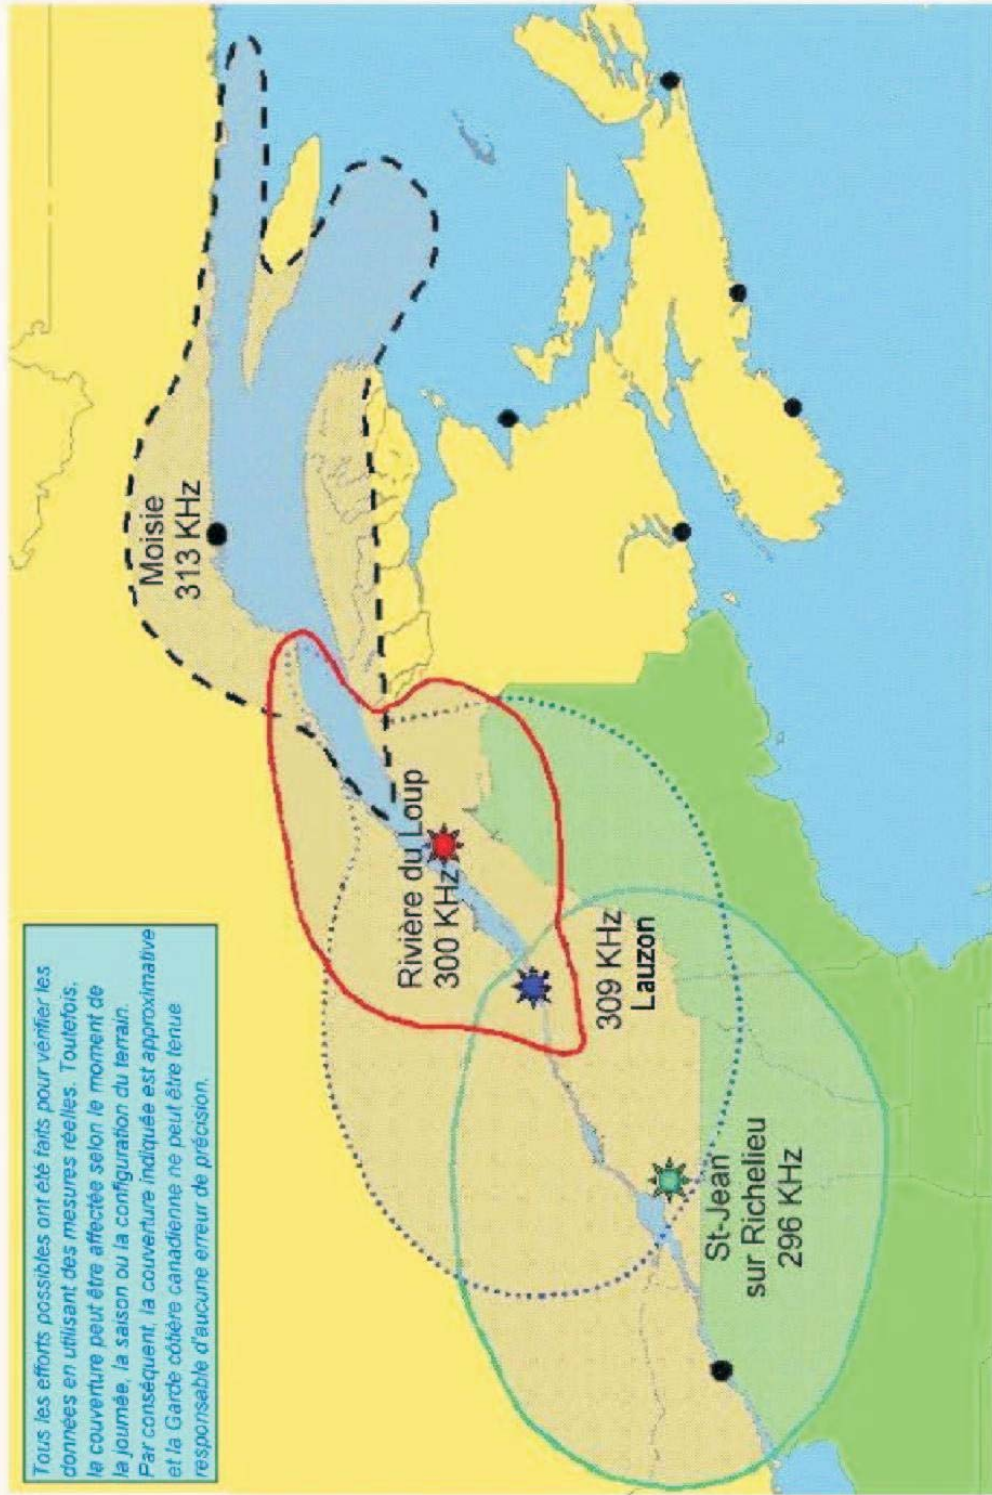 Tous les efforts possibles ont été faits pour vérifier les
données en utilisant des mesures réelles. Toutefois,
la couverture peut être affectée selon le moment de
la journée, la saison ou la configuration du terrain.
Par conséquent, la couverture indiquée est approximative
et la Garde côtière canadienne ne peut être tenue
responsable d'aucune erreur de précision.
Moisie
313 KHz
Rivière du Loup
300 KHz
309 KHz
Lauzon
St-Jean
sur Richelieu
296 KHz